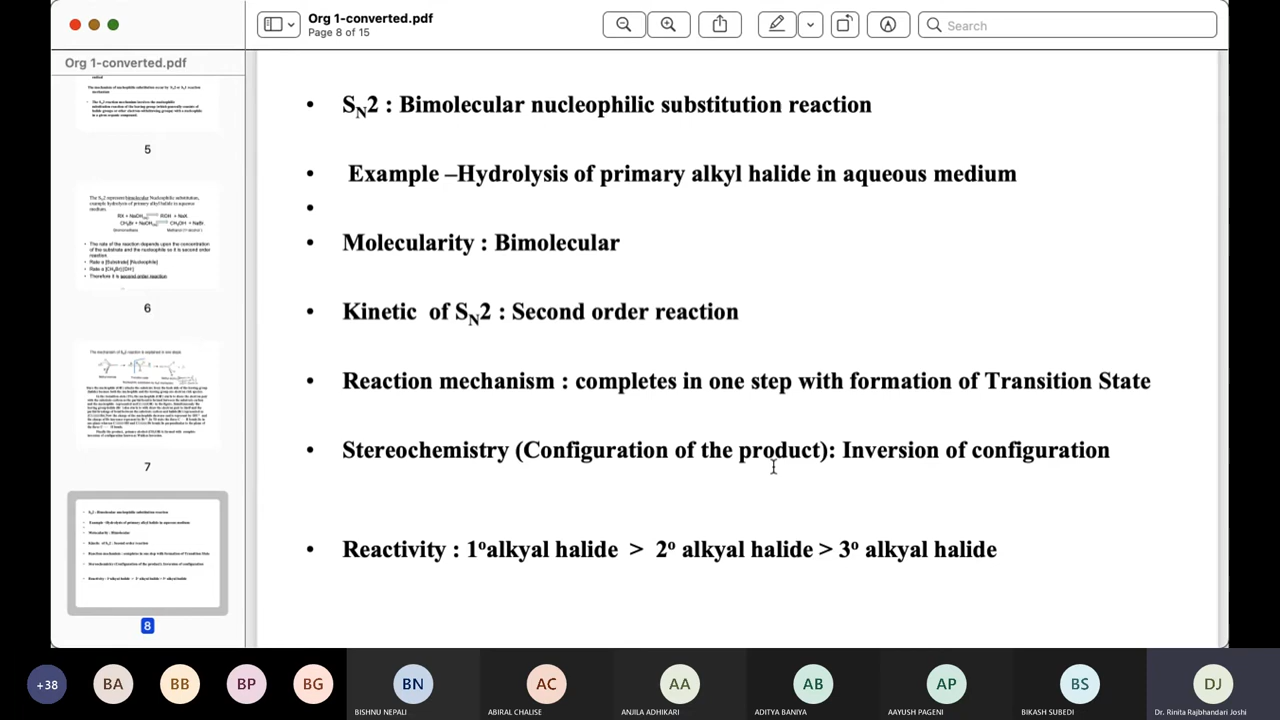 Org 1-converted.pdf
Page 8 of 15
Search
Org 1-converted.pdf
5
6
7
8
• SN2 : Bimolecular nucleophilic substitution reaction
• Example –Hydrolysis of primary alkyl halide in aqueous medium
•
• Molecularity : Bimolecular
• Kinetic of SN2 : Second order reaction
• Reaction mechanism : completes in one step with formation of Transition State
• Stereochemistry (Configuration of the product): Inversion of configuration
• Reactivity : 1oalkyal halide > 2o alkyal halide > 3o alkyal halide
+38
BA
BB
BP
BG
BN
BISHNU NEPALI
AC
ABIRAL CHALISE
AA
ANJILA ADHIKARI
AB
ADITYA BANIYA
AP
AAYUSH PAGENI
BS
BIKASH SUBEDI
DJ
Dr. Rinita Rajbhandari Joshi